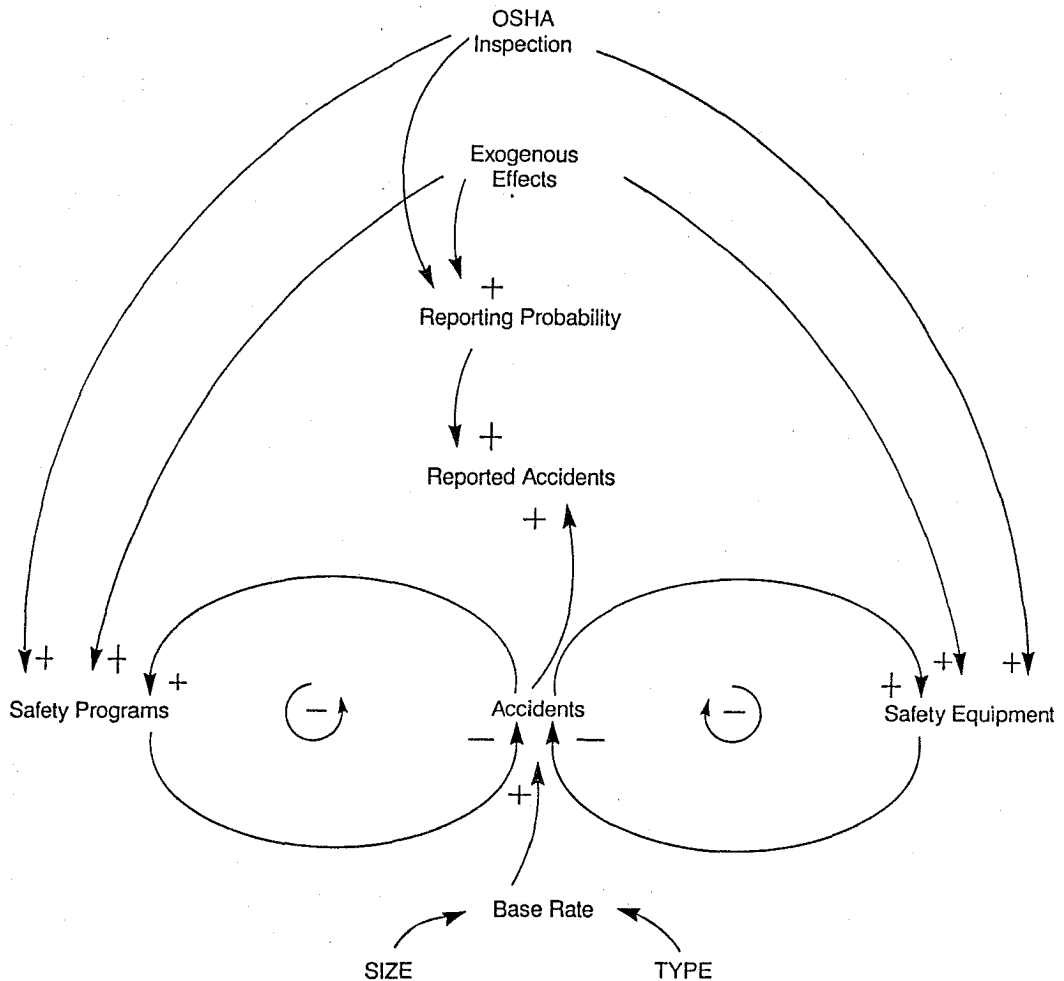 OSHA
Inspection
Exogenous
Effects
+
Reporting Probability
+
Reported Accidents
+
+ + + + + +
Safety Programs − Accidents − Safety Equipment
− −
+
Base Rate
SIZE TYPE